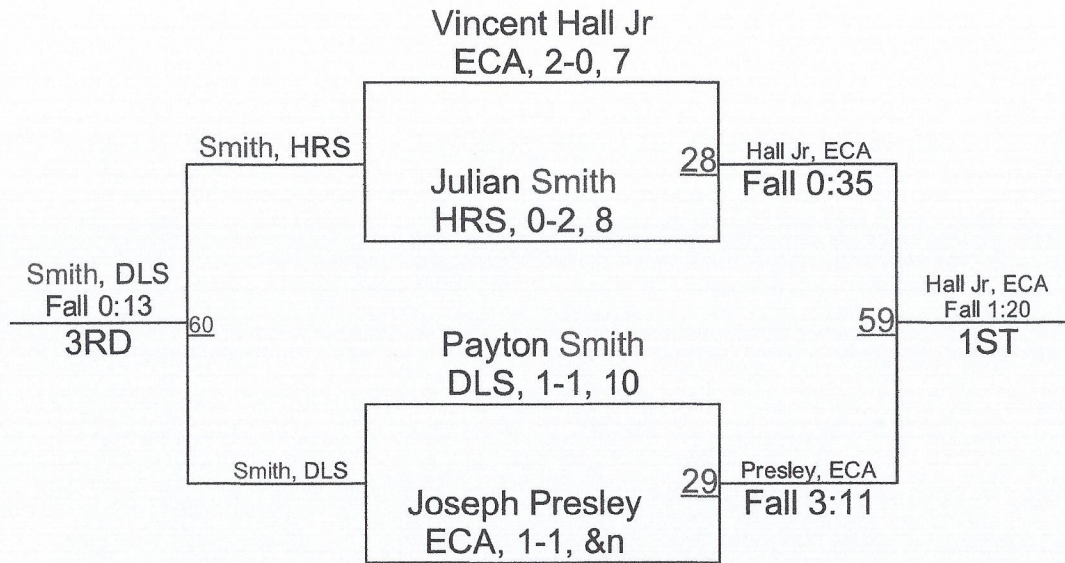 Vincent Hall Jr
ECA, 2-0, 7
Smith, HRS
Julian Smith
HRS, 0-2, 8
28
Hall Jr, ECA
Fall 0:35
Smith, DLS
Fall 0:13
3RD
60
Payton Smith
DLS, 1-1, 10
59
Hall Jr, ECA
Fall 1:20
1ST
Smith, DLS
Joseph Presley
ECA, 1-1, &n
29
Presley, ECA
Fall 3:11